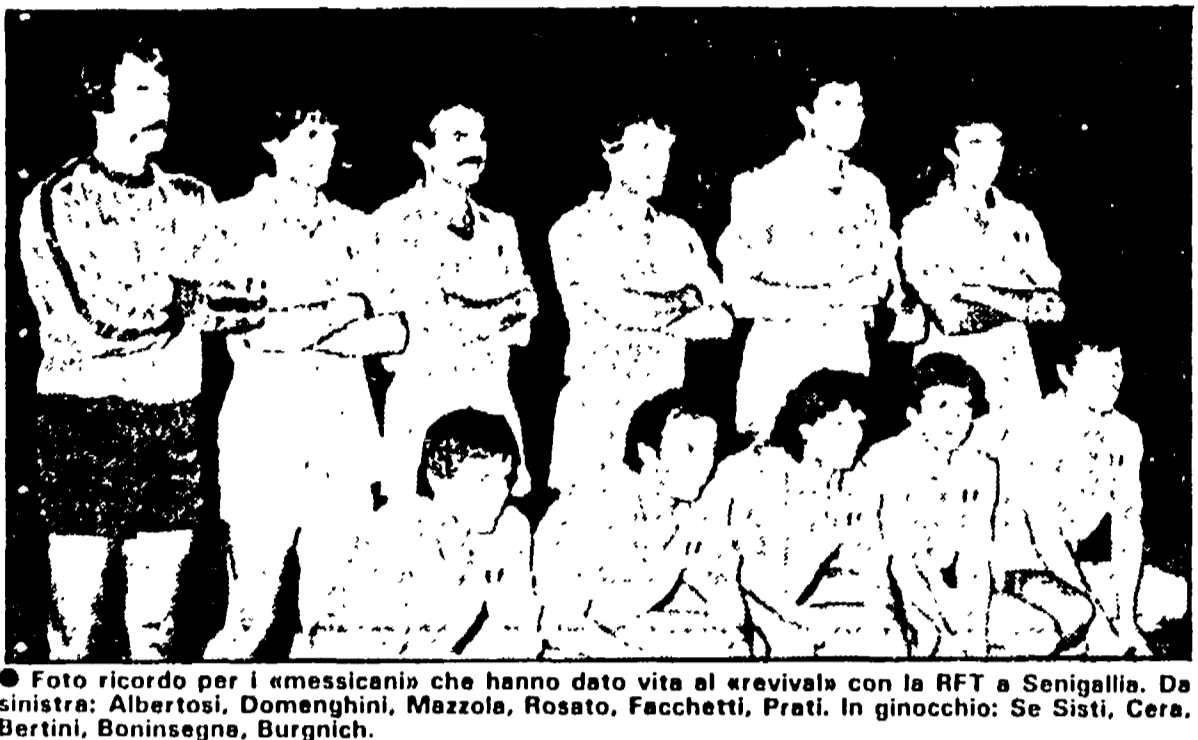 ● Foto ricordo per i «messicani» che hanno dato vita al «revival» con la RFT a Senigallia. Da
sinistra: Albertosi, Domenghini, Mazzola, Rosato, Facchetti, Prati. In ginocchio: Se Sisti, Cera,
Bertini, Boninsegna, Burgnich.